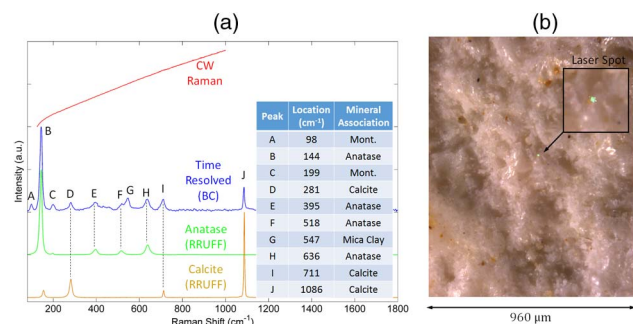 (a)
(b)
Intensity (a.u.)
CW
Raman
A
B
C
D
E
F
G
H
I
J
Time
Resolved
(BC)
Anatase
(RRUFF)
Calcite
(RRUFF)
Peak Location (cm⁻¹) Mineral Association
A 98 Mont.
B 144 Anatase
C 199 Mont.
D 281 Calcite
E 395 Anatase
F 518 Anatase
G 547 Mica Clay
H 636 Anatase
I 711 Calcite
J 1086 Calcite
200 400 600 800 1000 1200 1400 1600 1800
Raman Shift (cm⁻¹)
Laser Spot
960 μm